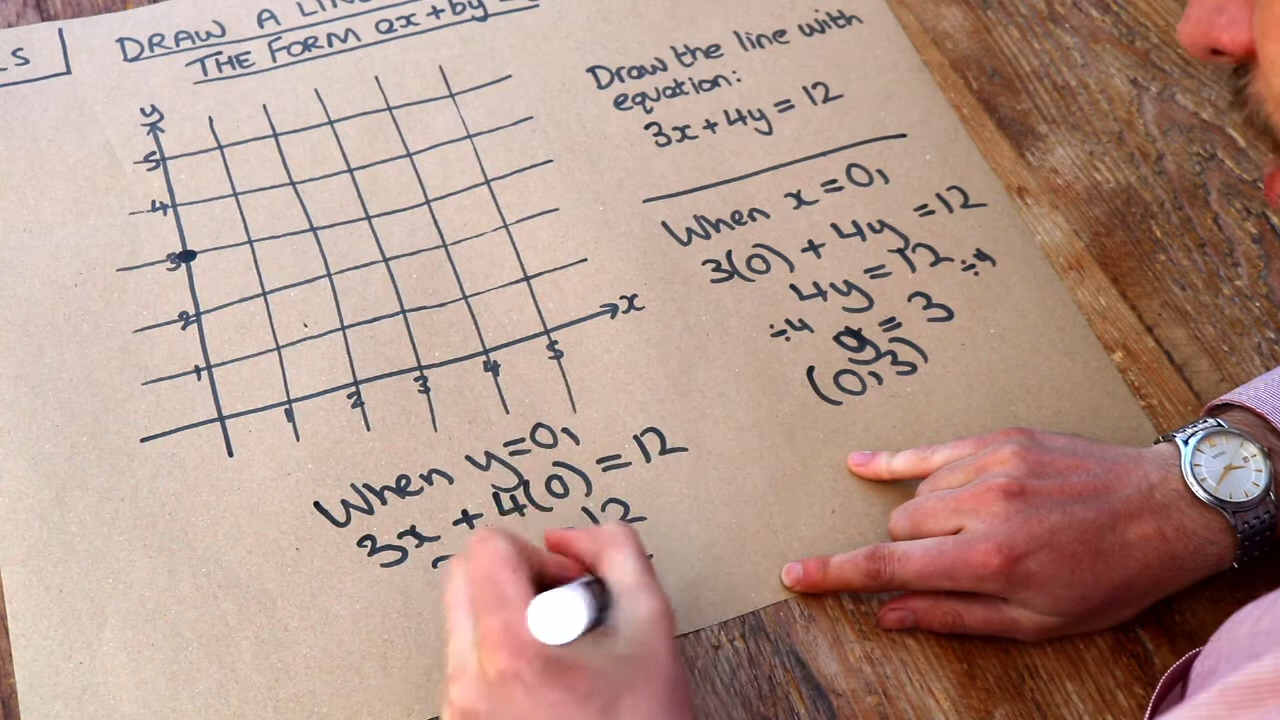 LS
DRAW A
THE FORM ax+by
y
5
4
3
2
1
1
2
3
4
5
x
Draw the line with
equation:
3x+4y=12
When x=0,
3(0) + 4y =12
4y=12 ÷4
÷4 y = 3
(0,3)
When y=0,
3x + 4(0) =12
12